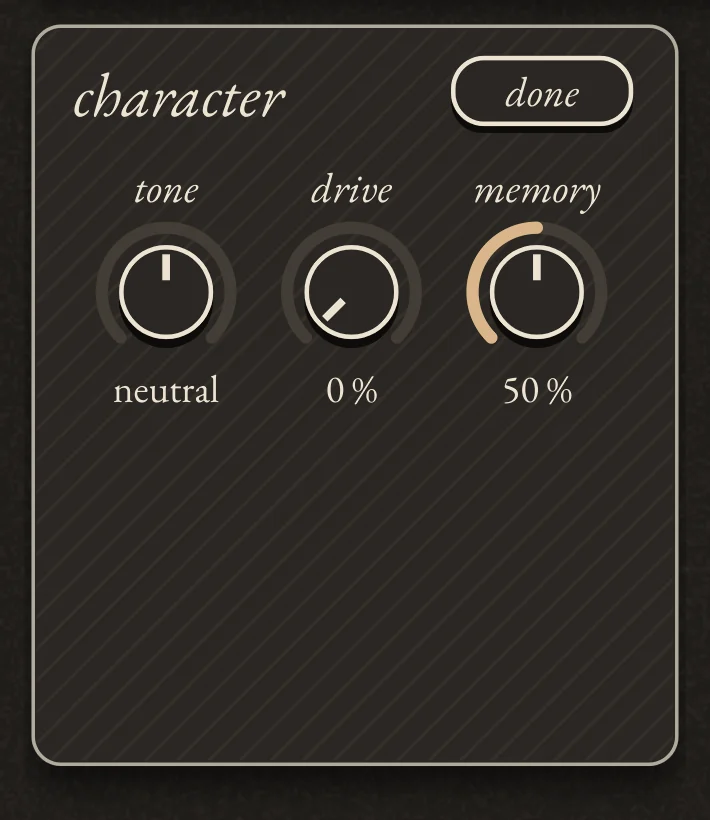 character
done
tone drive memory
neutral 0 % 50 %